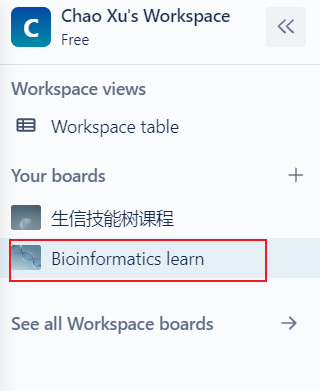 C
Chao Xu's Workspace
Free
Workspace views
Workspace table
Your boards
生信技能树课程
Bioinformatics learn
See all Workspace boards